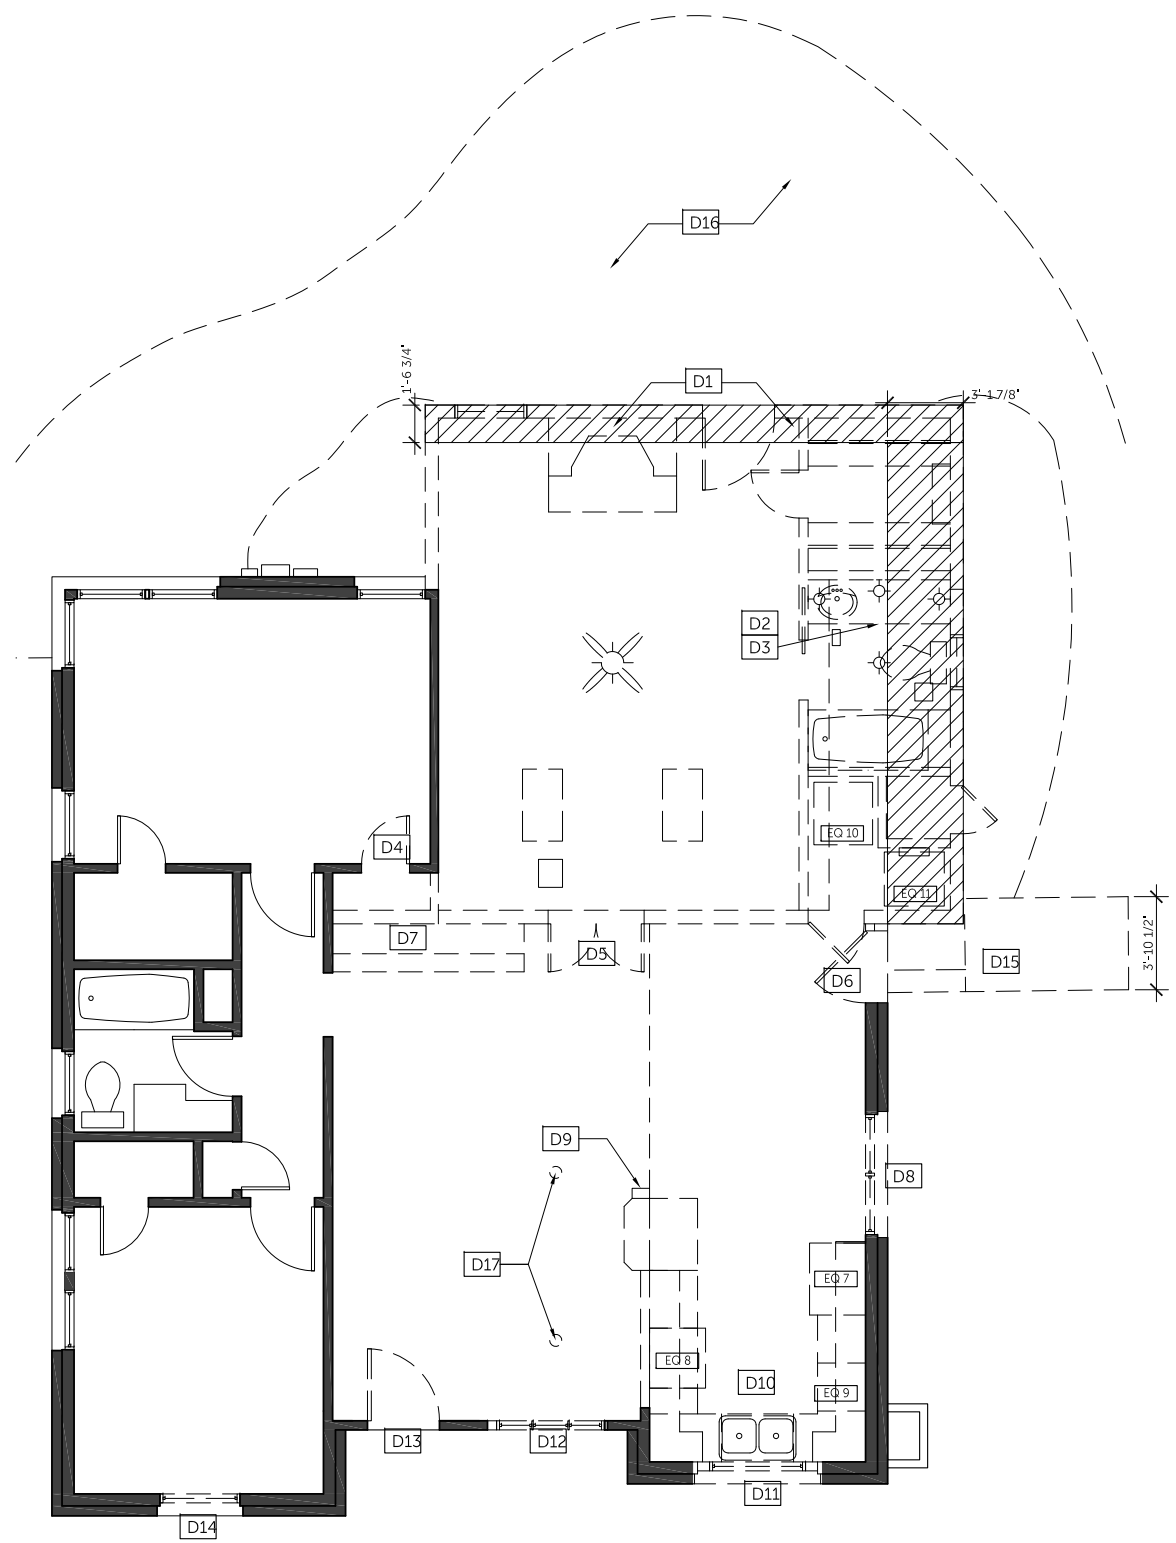 D16
1'-6 3/4"
D1
3'-1 7/8"
D2
D3
EQ 10
D4
EQ 11
D7
D5
D15
3'-10 1/2"
D6
D9
D8
D17
EQ 7
EQ 8
D10
EQ 9
D13
D12
D11
D14